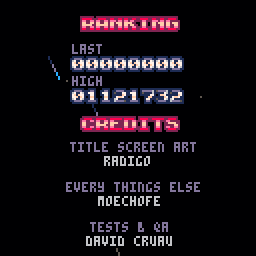 RANKING
LAST
00000000
HIGH
01121732
CREDITS
TITLE SCREEN ART
RADIGO
EVERY THINGS ELSE
MOECHOFE
TESTS & QA
DAVID CRUAU